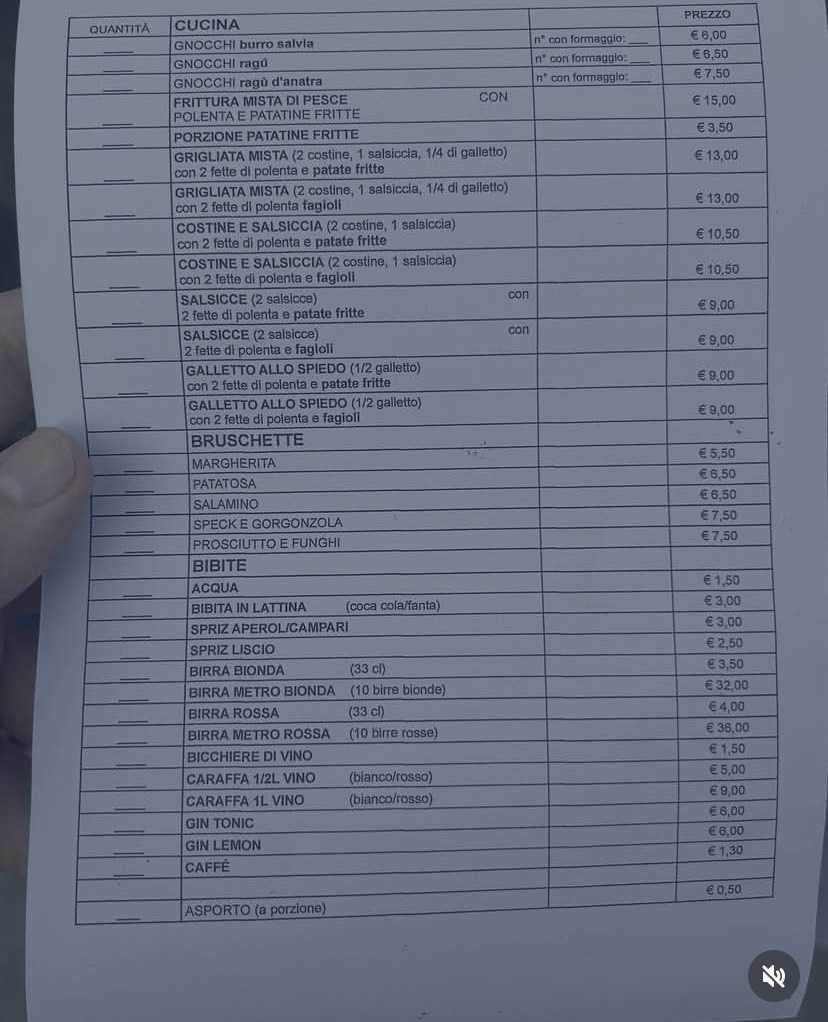 QUANTITÀ CUCINA PREZZO
___ GNOCCHI burro salvia n° con formaggio: ___ € 6,00
___ GNOCCHI ragù n° con formaggio: ___ € 6,50
___ GNOCCHI ragù d'anatra n° con formaggio: ___ € 7,50
___ FRITTURA MISTA DI PESCE CON € 15,00
POLENTA E PATATINE FRITTE
___ PORZIONE PATATINE FRITTE € 3,50
___ GRIGLIATA MISTA (2 costine, 1 salsiccia, 1/4 di galletto) € 13,00
con 2 fette di polenta e patate fritte
___ GRIGLIATA MISTA (2 costine, 1 salsiccia, 1/4 di galletto) € 13,00
con 2 fette di polenta fagioli
___ COSTINE E SALSICCIA (2 costine, 1 salsiccia) € 10,50
con 2 fette di polenta e patate fritte
___ COSTINE E SALSICCIA (2 costine, 1 salsiccia) € 10,50
con 2 fette di polenta e fagioli
___ SALSICCE (2 salsicce) con € 9,00
2 fette di polenta e patate fritte
___ SALSICCE (2 salsicce) con € 9,00
2 fette di polenta e fagioli
___ GALLETTO ALLO SPIEDO (1/2 galletto) € 9,00
con 2 fette di polenta e patate fritte
___ GALLETTO ALLO SPIEDO (1/2 galletto) € 9,00
con 2 fette di polenta e fagioli
BRUSCHETTE
___ MARGHERITA € 5,50
___ PATATOSA € 6,50
___ SALAMINO € 6,50
___ SPECK E GORGONZOLA € 7,50
___ PROSCIUTTO E FUNGHI € 7,50
BIBITE
___ ACQUA € 1,50
___ BIBITA IN LATTINA (coca cola/fanta) € 3,00
___ SPRIZ APEROL/CAMPARI € 3,00
___ SPRIZ LISCIO € 2,50
___ BIRRA BIONDA (33 cl) € 3,50
___ BIRRA METRO BIONDA (10 birre bionde) € 32,00
___ BIRRA ROSSA (33 cl) € 4,00
___ BIRRA METRO ROSSA (10 birre rosse) € 36,00
___ BICCHIERE DI VINO € 1,50
___ CARAFFA 1/2L VINO (bianco/rosso) € 5,00
___ CARAFFA 1L VINO (bianco/rosso) € 9,00
___ GIN TONIC € 6,00
___ GIN LEMON € 6,00
___ CAFFÉ € 1,30
___ ASPORTO (a porzione) € 0,50